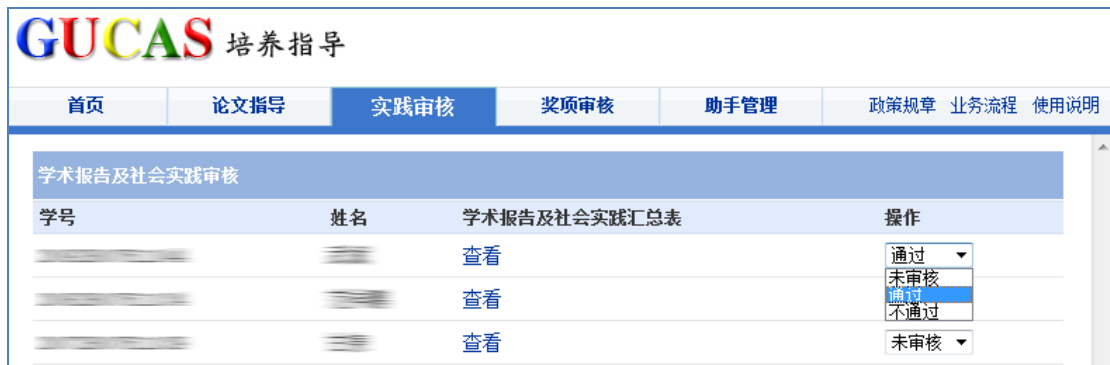 GUCAS 培养指导
首页 论文指导 实践审核 奖项审核 助手管理 政策规章 业务流程 使用说明
学术报告及社会实践审核
学号 姓名 学术报告及社会实践汇总表 操作
查看 通过
未审核
查看 通过
不通过
查看 未审核